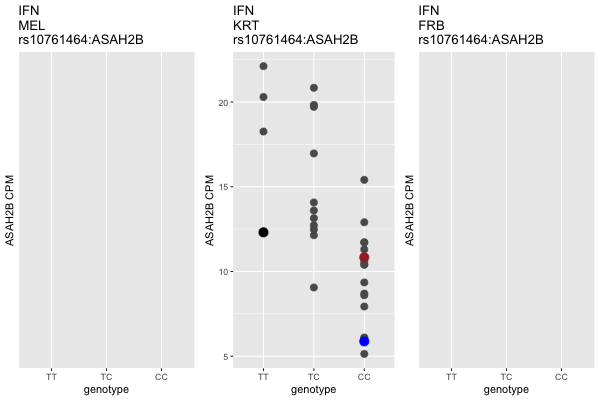 IFN
MEL
rs10761464:ASAH2B
ASAH2B CPM
TT TC CC
genotype
IFN
KRT
rs10761464:ASAH2B
ASAH2B CPM
20
15
10
5
TT TC CC
genotype
IFN
FRB
rs10761464:ASAH2B
ASAH2B CPM
TT TC CC
genotype